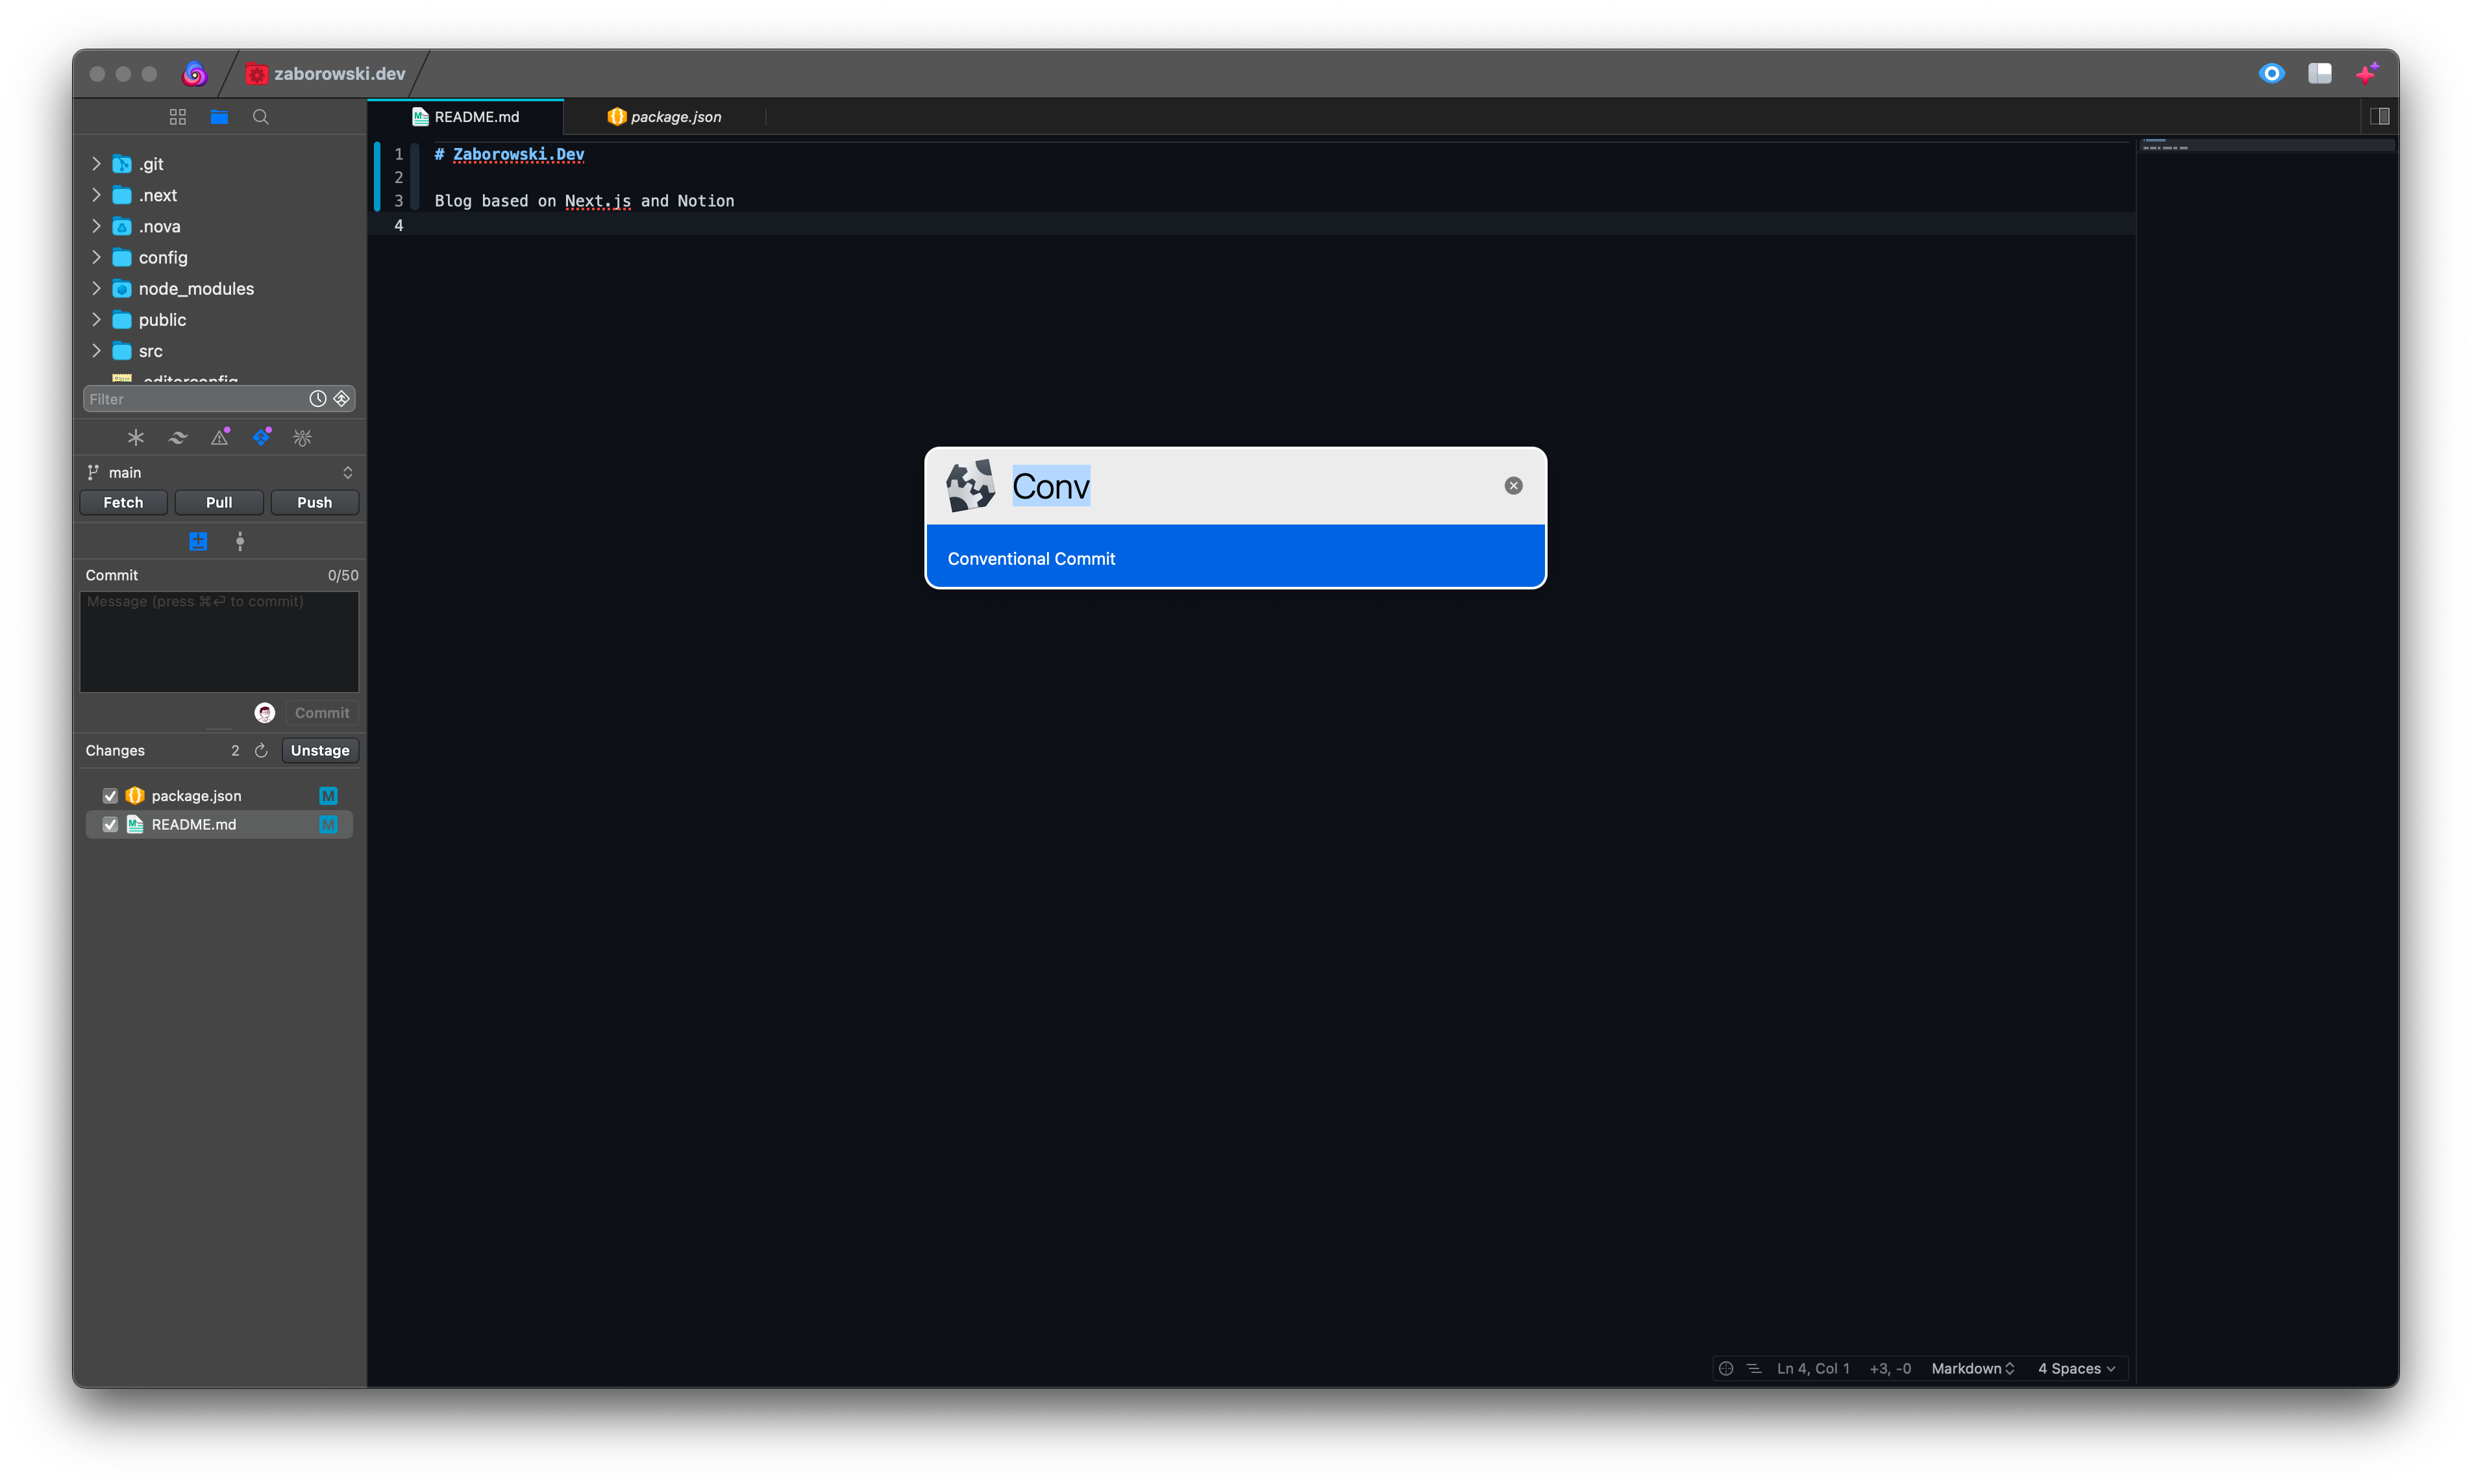 zaborowski.dev
README.md
package.json
.git
.next
.nova
config
node_modules
public
src
.editorconfig
Filter
main
Fetch
Pull
Push
Commit
0/50
Message (press ⌘⏎ to commit)
Commit
Changes
2
Unstage
package.json
M
README.md
M
1 # Zaborowski.Dev
2
3 Blog based on Next.js and Notion
4
Conv
Conventional Commit
Ln 4, Col 1
+3, -0
Markdown
4 Spaces